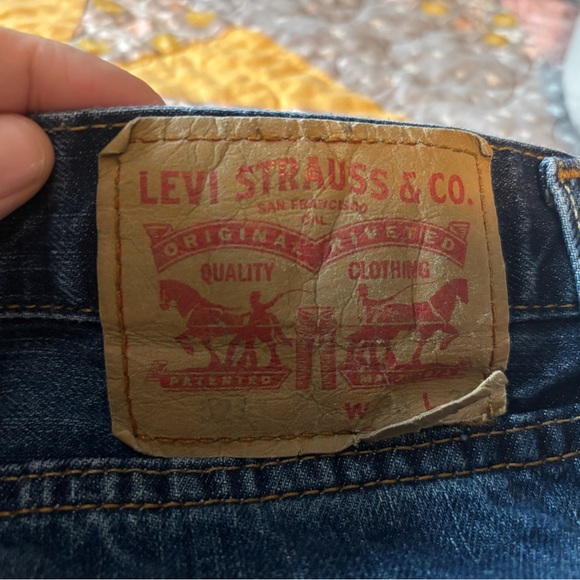 LEVI STRAUSS & CO.
SAN FRANCISCO
CAL
ORIGINAL RIVETED
QUALITY CLOTHING
PATENTED
W L